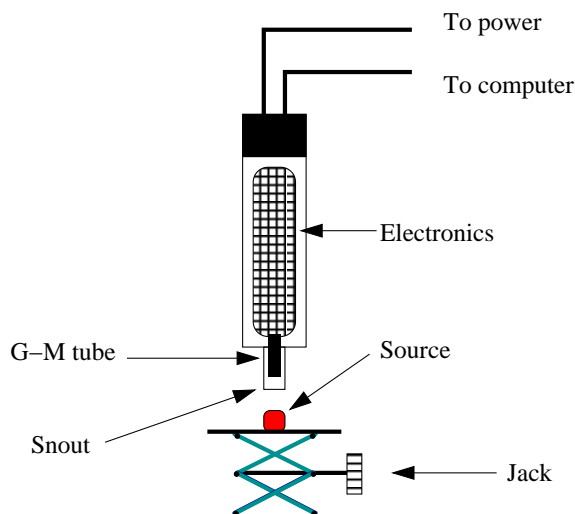 To power
To computer
Electronics
G–M tube
Source
Snout
Jack